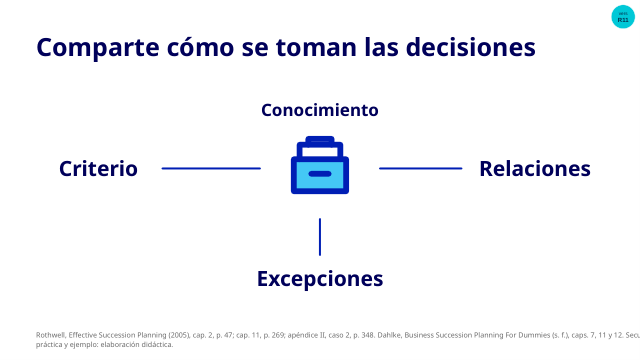 R11
Comparte cómo se toman las decisiones
Conocimiento
Criterio
Relaciones
Excepciones
Rothwell, Effective Succession Planning (2005), cap. 2, p. 47; cap. 11, p. 269; apéndice II, caso 2, p. 348. Dahlke, Business Succession Planning For Dummies (s. f.), caps. 7, 11 y 12. Secu
práctica y ejemplo: elaboración didáctica.